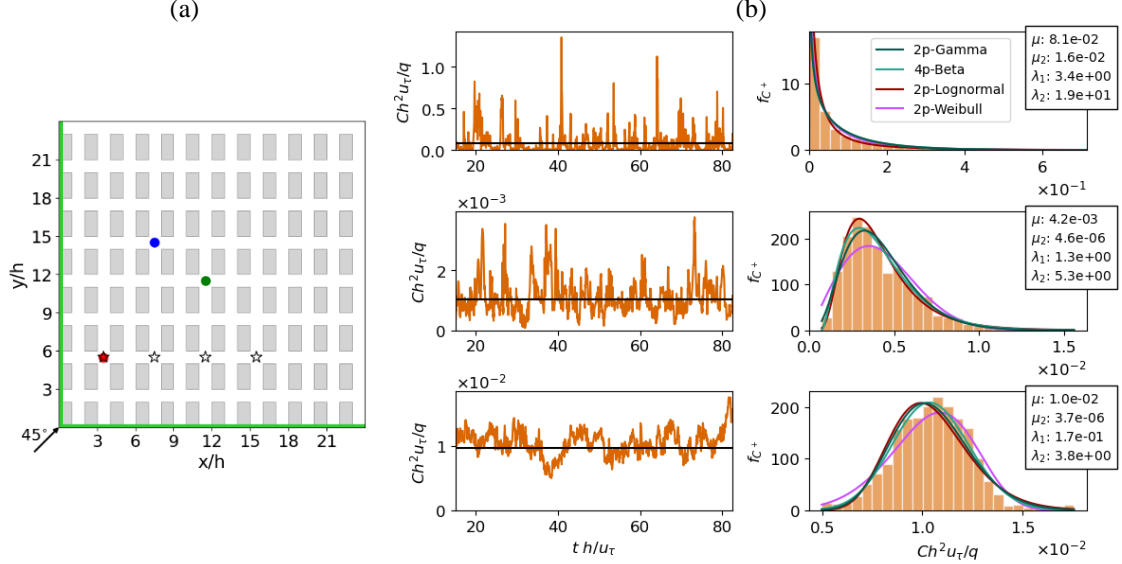 (a)
(b)
y/h
21
18
15
12
9
6
3
45°
3 6 9 12 15 18 21
x/h
Ch²uτ/q
1.0
0.5
0.0
20 40 60 80
×10⁻³
Ch²uτ/q
2
0
20 40 60 80
×10⁻²
Ch²uτ/q
1
0
20 40 60 80
t h/uτ
f_C+
10
0
0 2 4 6
×10⁻¹
2p-Gamma
4p-Beta
2p-Lognormal
2p-Weibull
μ: 8.1e-02
μ₂: 1.6e-02
λ₁: 3.4e+00
λ₂: 1.9e+01
f_C+
200
100
0
0.0 0.5 1.0 1.5
×10⁻²
μ: 4.2e-03
μ₂: 4.6e-06
λ₁: 1.3e+00
λ₂: 5.3e+00
f_C+
200
100
0
0.5 1.0 1.5
×10⁻²
Ch²uτ/q
μ: 1.0e-02
μ₂: 3.7e-06
λ₁: 1.7e-01
λ₂: 3.8e+00